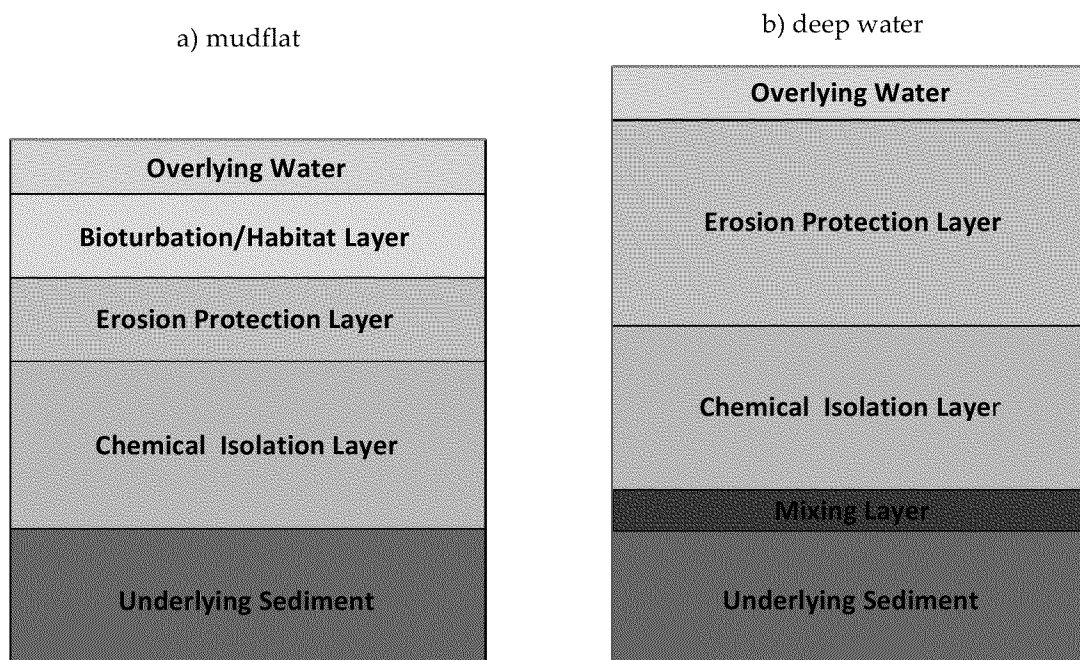 a) mudflat
Overlying Water
Bioturbation/Habitat Layer
Erosion Protection Layer
Chemical  Isolation Layer
Underlying Sediment
b) deep water
Overlying Water
Erosion Protection Layer
Chemical  Isolation Layer
Mixing Layer
Underlying Sediment